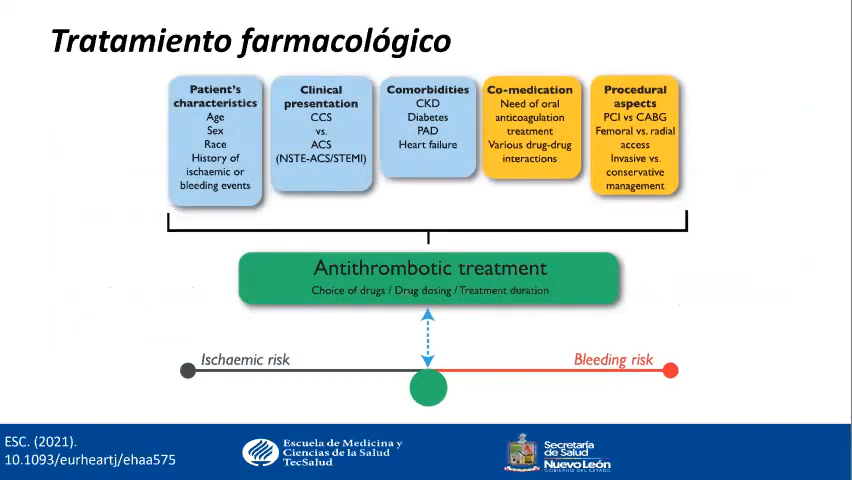 Tratamiento farmacológico
Patient's
characteristics
Age
Sex
Race
History of
ischaemic or
bleeding events
Clinical
presentation
CCS
vs.
ACS
(NSTE-ACS/STEMI)
Comorbidities
CKD
Diabetes
PAD
Heart failure
Co-medication
Need of oral
anticoagulation
treatment
Various drug-drug
interactions
Procedural
aspects
PCI vs CABG
Femoral vs. radial
access
Invasive vs.
conservative
management
Antithrombotic treatment
Choice of drugs / Drug dosing / Treatment duration
Ischaemic risk
Bleeding risk
ESC. (2021).
10.1093/eurheartj/ehaa575
Escuela de Medicina y
Ciencias de la Salud
TecSalud
Secretaría
de Salud
Nuevo León
GOBIERNO DEL ESTADO